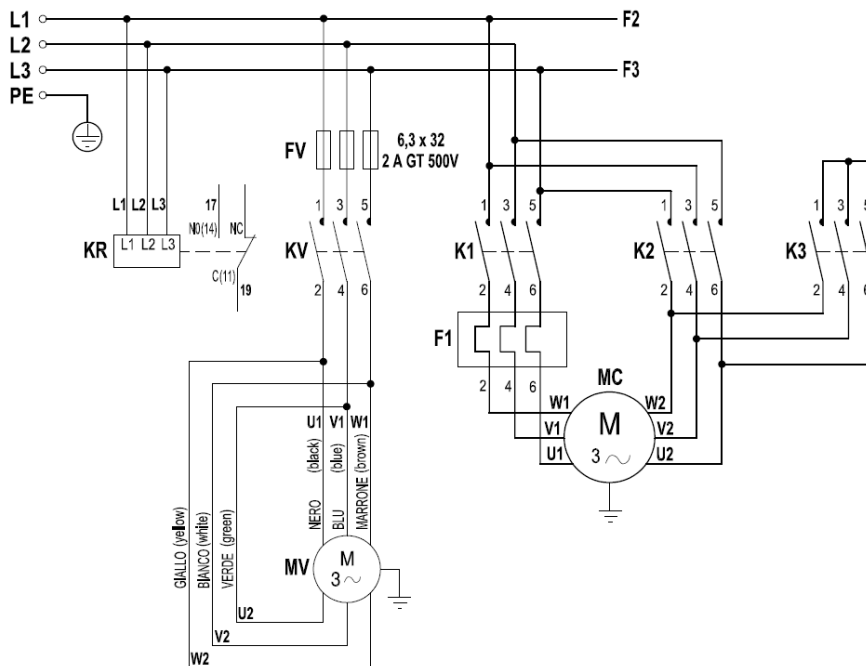 L1 F2
L2
L3 F3
PE
FV 6,3 x 32
2 A GT 500V
L1 L2 L3 17
NO(14) NC
KR L1 L2 L3
C(11) 19
1 3 5
KV
2 4 6
1 3 5
K1
2 4 6
1 3 5
K2
2 4 6
1 3 5
K3
2 4 6
F1
2 4 6
MC
W1 W2
V1 M V2
U1 3 ~ U2
U1 V1 W1
GIALLO (yellow)
BIANCO (white)
VERDE (green)
NERO (black)
BLU (blue)
MARRONE (brown)
MV M
3 ~
U2
V2
W2